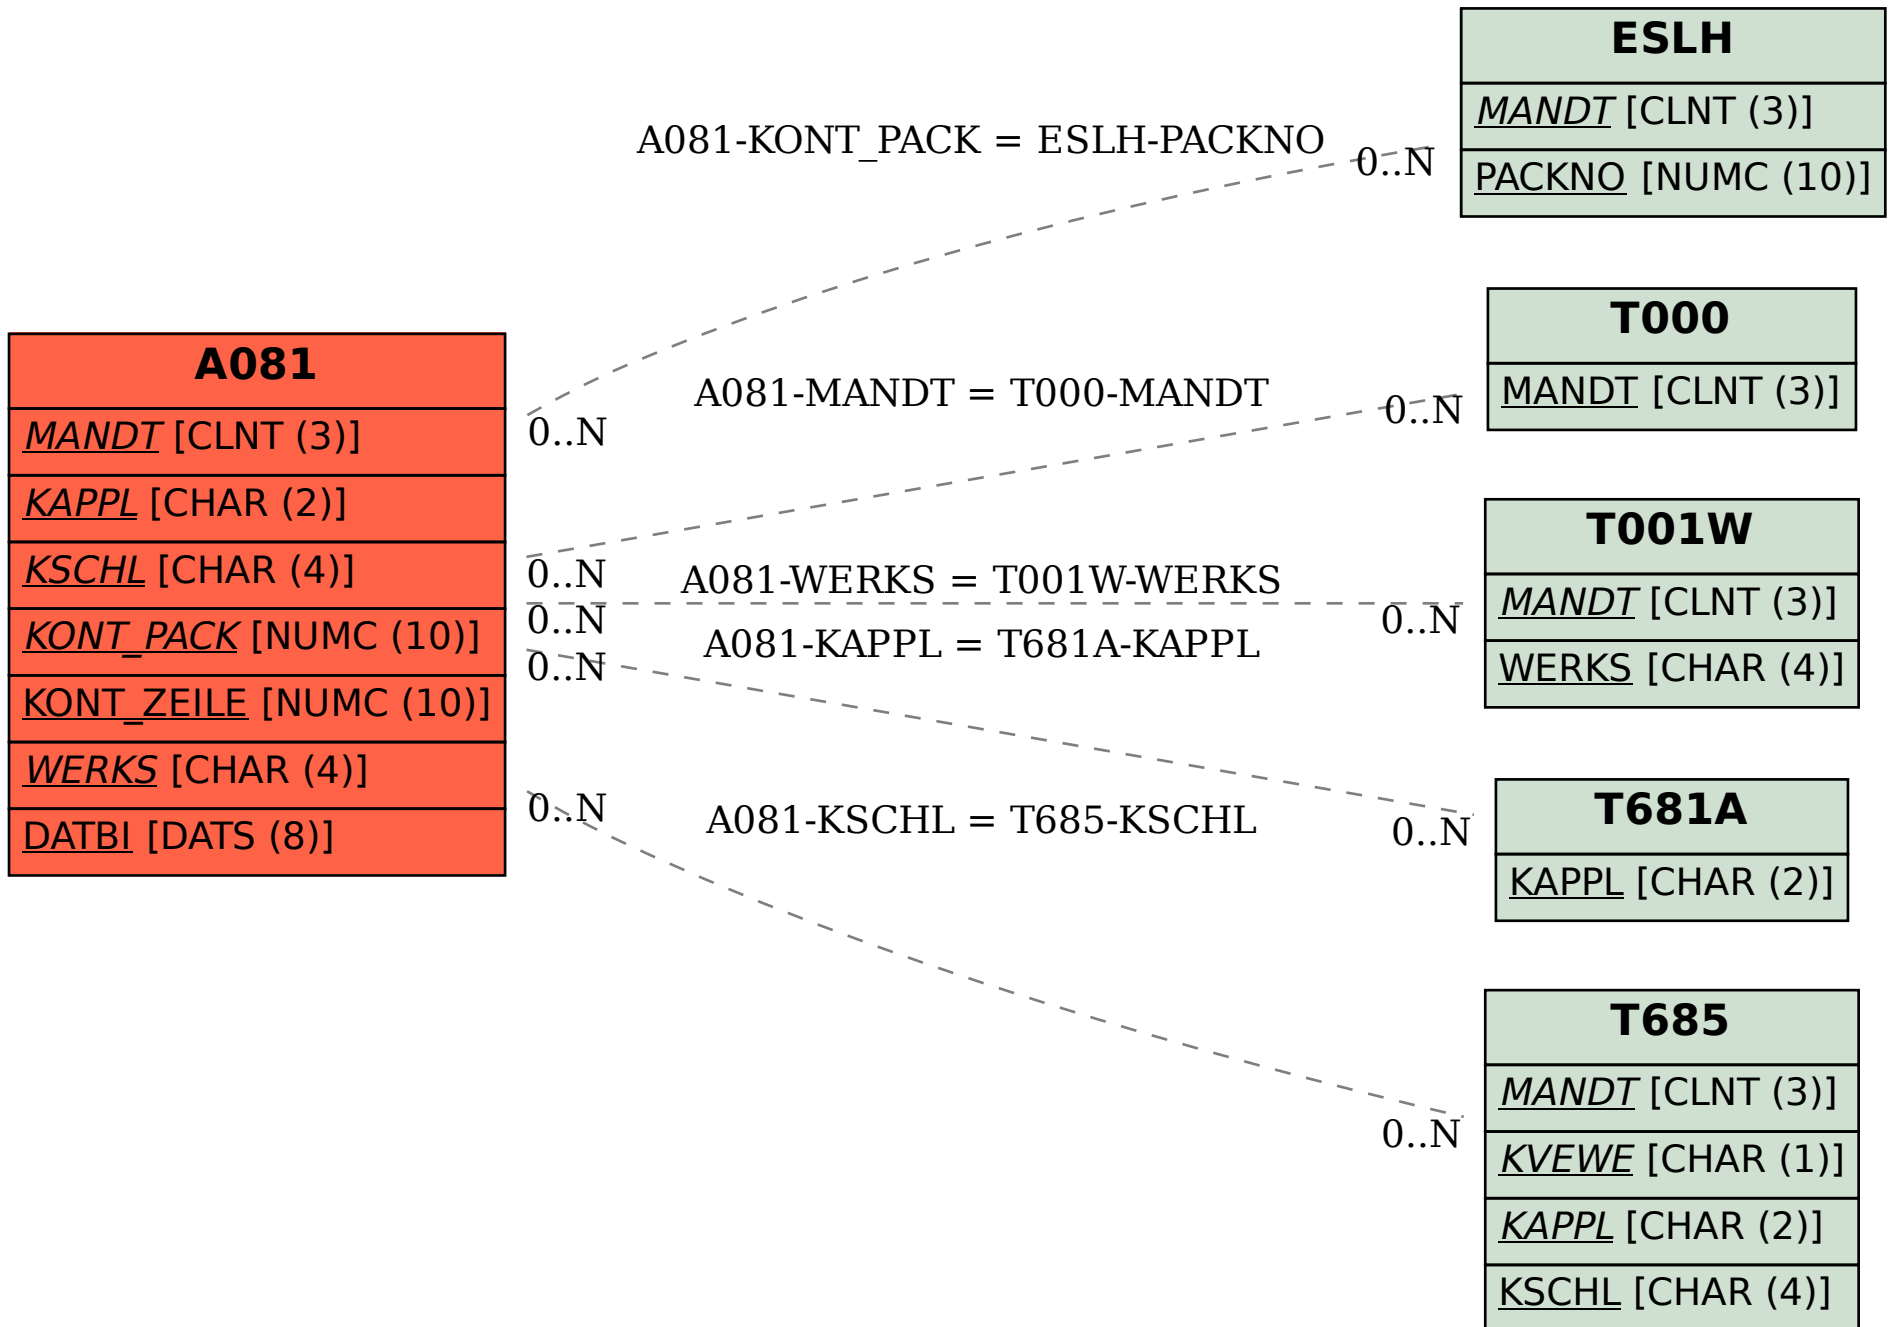 A081
MANDT [CLNT (3)]
KAPPL [CHAR (2)]
KSCHL [CHAR (4)]
KONT_PACK [NUMC (10)]
KONT_ZEILE [NUMC (10)]
WERKS [CHAR (4)]
DATBI [DATS (8)]
A081-KONT_PACK = ESLH-PACKNO
0..N
0..N
A081-MANDT = T000-MANDT
0..N
0..N
A081-WERKS = T001W-WERKS
0..N
0..N
A081-KAPPL = T681A-KAPPL
0..N
0..N
A081-KSCHL = T685-KSCHL
0..N
0..N
ESLH
MANDT [CLNT (3)]
PACKNO [NUMC (10)]
T000
MANDT [CLNT (3)]
T001W
MANDT [CLNT (3)]
WERKS [CHAR (4)]
T681A
KAPPL [CHAR (2)]
T685
MANDT [CLNT (3)]
KVEWE [CHAR (1)]
KAPPL [CHAR (2)]
KSCHL [CHAR (4)]